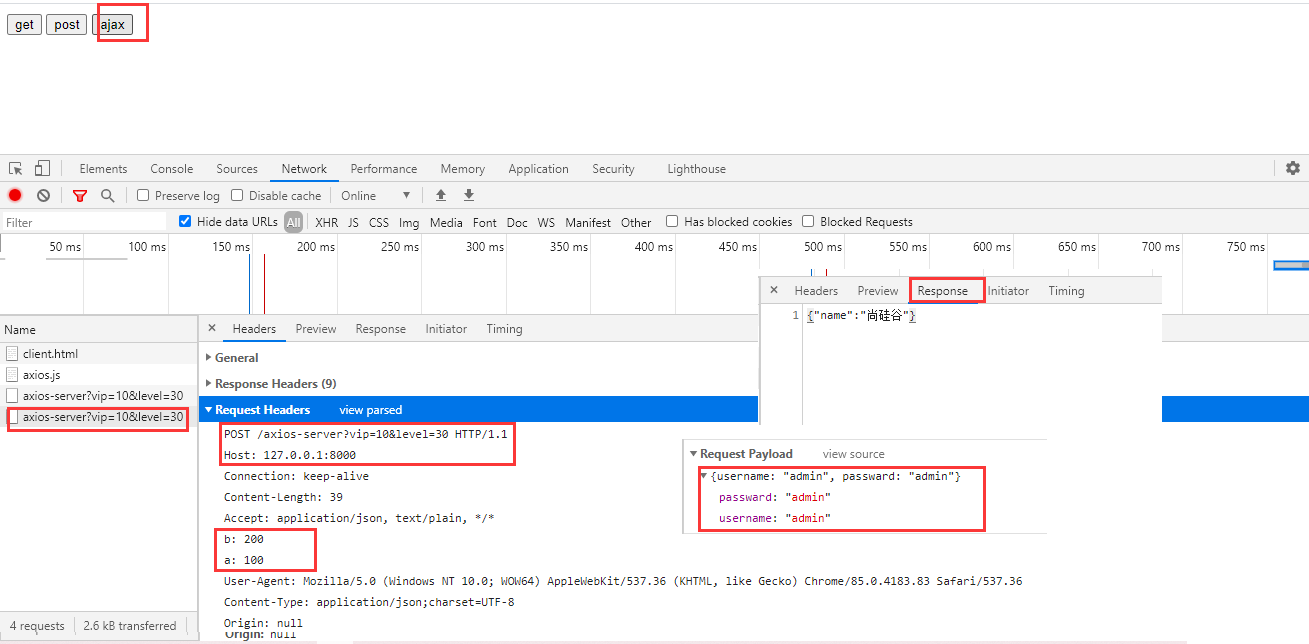 get post ajax
Elements Console Sources Network Performance Memory Application Security Lighthouse
Preserve log Disable cache Online ▼
Filter Hide data URLs All XHR JS CSS Img Media Font Doc WS Manifest Other Has blocked cookies Blocked Requests
50 ms 100 ms 150 ms 200 ms 250 ms 300 ms 350 ms 400 ms 450 ms 500 ms 550 ms 600 ms 650 ms 700 ms 750 ms
× Headers Preview Response Initiator Timing
1 {"name":"尚硅谷"}
Name
client.html
axios.js
axios-server?vip=10&level=30
axios-server?vip=10&level=30
4 requests 2.6 kB transferred
× Headers Preview Response Initiator Timing
General
Response Headers (9)
Request Headers view parsed
POST /axios-server?vip=10&level=30 HTTP/1.1
Host: 127.0.0.1:8000
Connection: keep-alive
Content-Length: 39
Accept: application/json, text/plain, */*
b: 200
a: 100
User-Agent: Mozilla/5.0 (Windows NT 10.0; WOW64) AppleWebKit/537.36 (KHTML, like Gecko) Chrome/85.0.4183.83 Safari/537.36
Content-Type: application/json;charset=UTF-8
Origin: null
Origin: null
Request Payload view source
{username: "admin", passward: "admin"}
passward: "admin"
username: "admin"